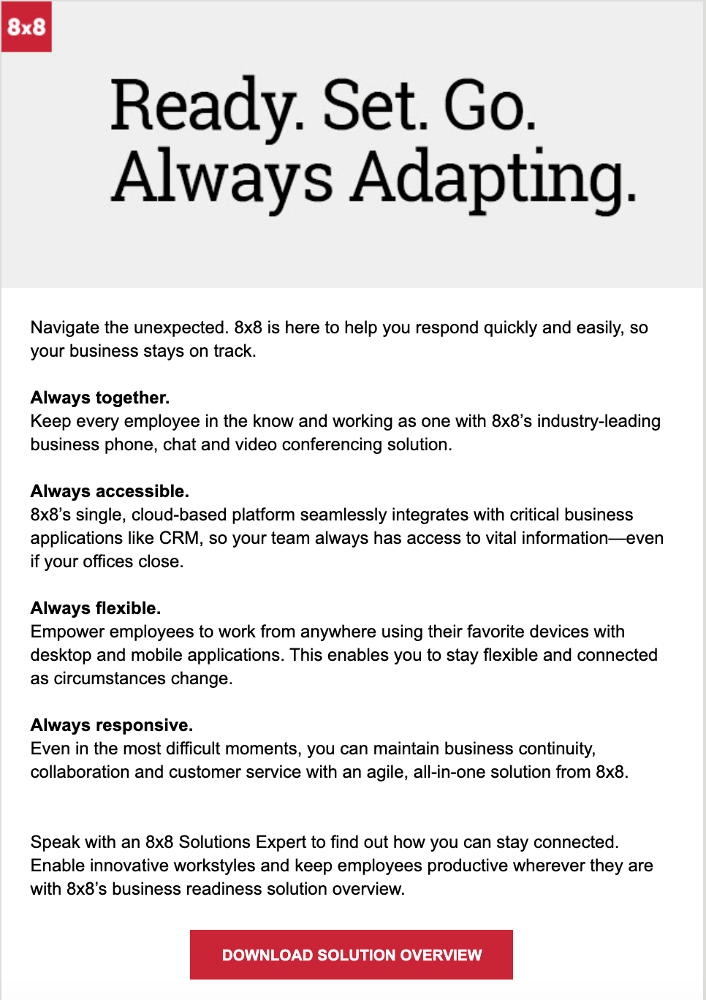 8x8
Ready. Set. Go.
Always Adapting.
Navigate the unexpected. 8x8 is here to help you respond quickly and easily, so
your business stays on track.
Always together.
Keep every employee in the know and working as one with 8x8’s industry-leading
business phone, chat and video conferencing solution.
Always accessible.
8x8’s single, cloud-based platform seamlessly integrates with critical business
applications like CRM, so your team always has access to vital information—even
if your offices close.
Always flexible.
Empower employees to work from anywhere using their favorite devices with
desktop and mobile applications. This enables you to stay flexible and connected
as circumstances change.
Always responsive.
Even in the most difficult moments, you can maintain business continuity,
collaboration and customer service with an agile, all-in-one solution from 8x8.
Speak with an 8x8 Solutions Expert to find out how you can stay connected.
Enable innovative workstyles and keep employees productive wherever they are
with 8x8’s business readiness solution overview.
DOWNLOAD SOLUTION OVERVIEW